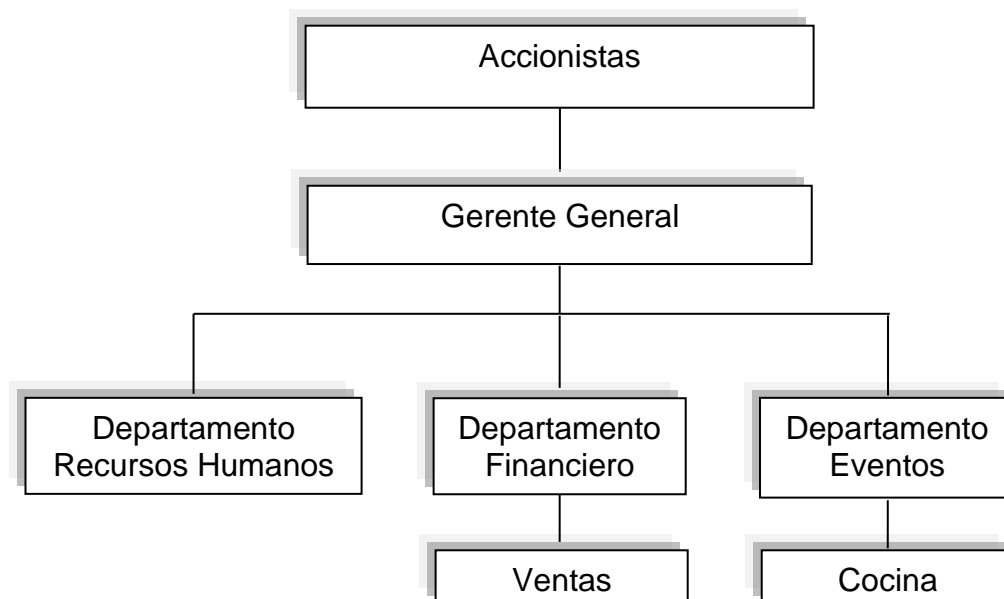 Accionistas
Gerente General
Departamento
Recursos Humanos
Departamento
Financiero
Departamento
Eventos
Ventas
Cocina